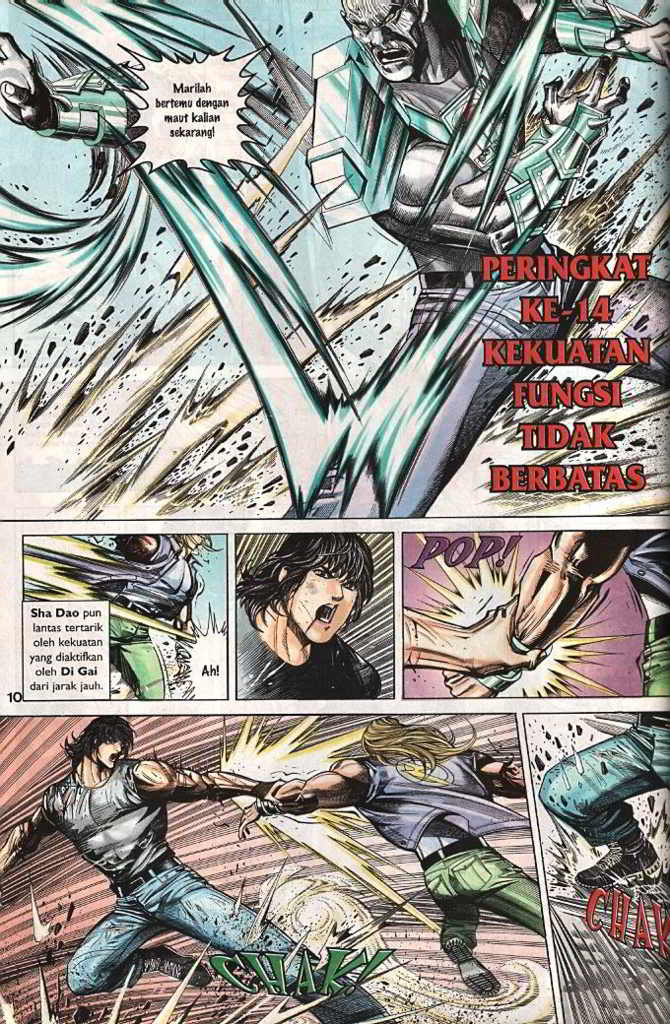 Marilah
bertemu dengan
maut kalian
sekarang!
PERINGKAT
KE-14
KEKUATAN
FUNGSI
TIDAK
BERBATAS
Sha Dao pun
lantas tertarik
oleh kekuatan
yang diaktifkan
oleh Di Gai
dari jarak jauh.
Ah!
POP!
10
CHAK!
CHAK